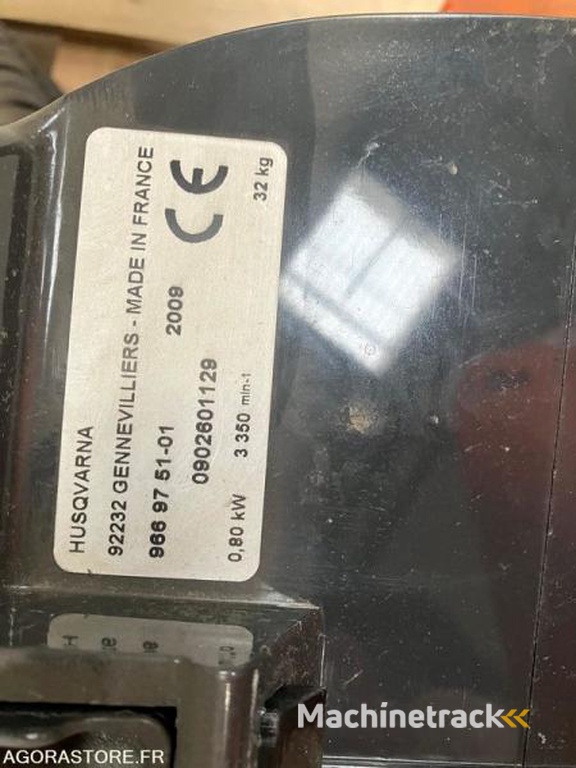 HUSQVARNA
92232 GENNEVILLIERS - MADE IN FRANCE
966 97 51-01 2009 CE
0902601129
0,80 kW 3 350 min-1 32 kg
Machinetrack
AGORASTORE.FR